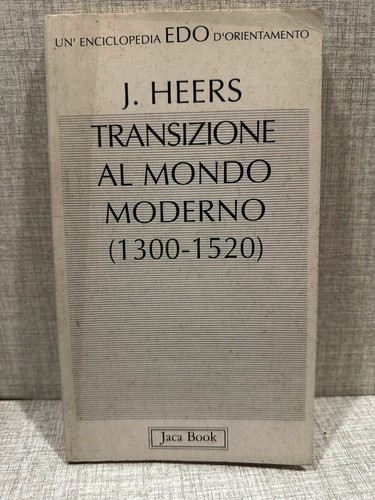 UN' ENCICLOPEDIA EDO D'ORIENTAMENTO
J. HEERS
TRANSIZIONE
AL MONDO
MODERNO
(1300-1520)
Jaca Book